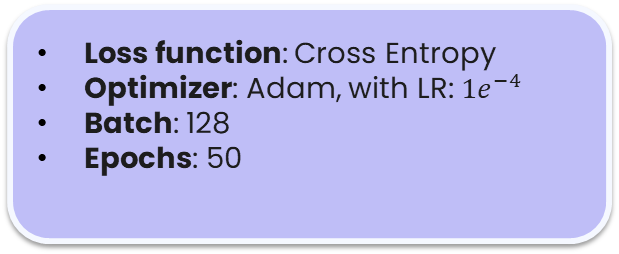 • Loss function: Cross Entropy
• Optimizer: Adam, with LR: 1e⁻⁴
• Batch: 128
• Epochs: 50